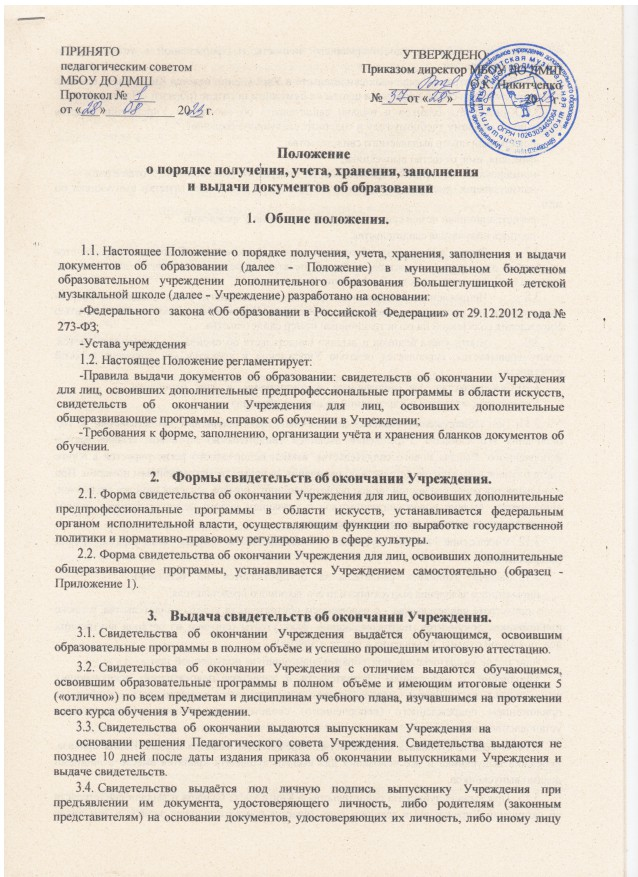 ПРИНЯТО
педагогическим советом
МБОУ ДО ДМШ
Протокол № 1
от «28» 08 2023 г.
УТВЕРЖДЕНО:
Приказом директор МБОУ ДО ДМШ
О.К. Никитченко
№ 37 от «28» 20 г.
ОГРН 1026303463064
Положение
о порядке получения, учета, хранения, заполнения
и выдачи документов об образовании
1. Общие положения.
1.1. Настоящее Положение о порядке получения, учета, хранения, заполнения и выдачи
документов об образовании (далее – Положение) в муниципальном бюджетном
образовательном учреждении дополнительного образования Большеглушицкой детской
музыкальной школе (далее – Учреждение) разработано на основании:
-Федерального закона «Об образовании в Российской Федерации» от 29.12.2012 года №
273-ФЗ;
-Устава учреждения
1.2. Настоящее Положение регламентирует:
-Правила выдачи документов об образовании: свидетельств об окончании Учреждения
для лиц, освоивших дополнительные предпрофессиональные программы в области искусств,
свидетельств об окончании Учреждения для лиц, освоивших дополнительные
общеразвивающие программы, справок об обучении в Учреждении;
-Требования к форме, заполнению, организации учёта и хранения бланков документов об
обучении.
2. Формы свидетельств об окончании Учреждения.
2.1. Форма свидетельства об окончании Учреждения для лиц, освоивших дополнительные
предпрофессиональные программы в области искусств, устанавливается федеральным
органом исполнительной власти, осуществляющим функции по выработке государственной
политики и нормативно-правовому регулированию в сфере культуры.
2.2. Форма свидетельства об окончании Учреждения для лиц, освоивших дополнительные
общеразвивающие программы, устанавливается Учреждением самостоятельно (образец -
Приложение 1).
3. Выдача свидетельств об окончании Учреждения.
3.1. Свидетельства об окончании Учреждения выдаётся обучающимся, освоившим
образовательные программы в полном объёме и успешно прошедшим итоговую аттестацию.
3.2. Свидетельства об окончании Учреждения с отличием выдаются обучающимся,
освоившим образовательные программы в полном объёме и имеющим итоговые оценки 5
(«отлично») по всем предметам и дисциплинам учебного плана, изучавшимся на протяжении
всего курса обучения в Учреждении.
3.3. Свидетельства об окончании выдаются выпускникам Учреждения на
основании решения Педагогического совета Учреждения. Свидетельства выдаются не
позднее 10 дней после даты издания приказа об окончании выпускниками Учреждения и
выдаче свидетельств.
3.4. Свидетельство выдаётся под личную подпись выпускнику Учреждения при
предъявлении им документа, удостоверяющего личность, либо родителям (законным
представителям) на основании документов, удостоверяющих их личность, либо иному лицу